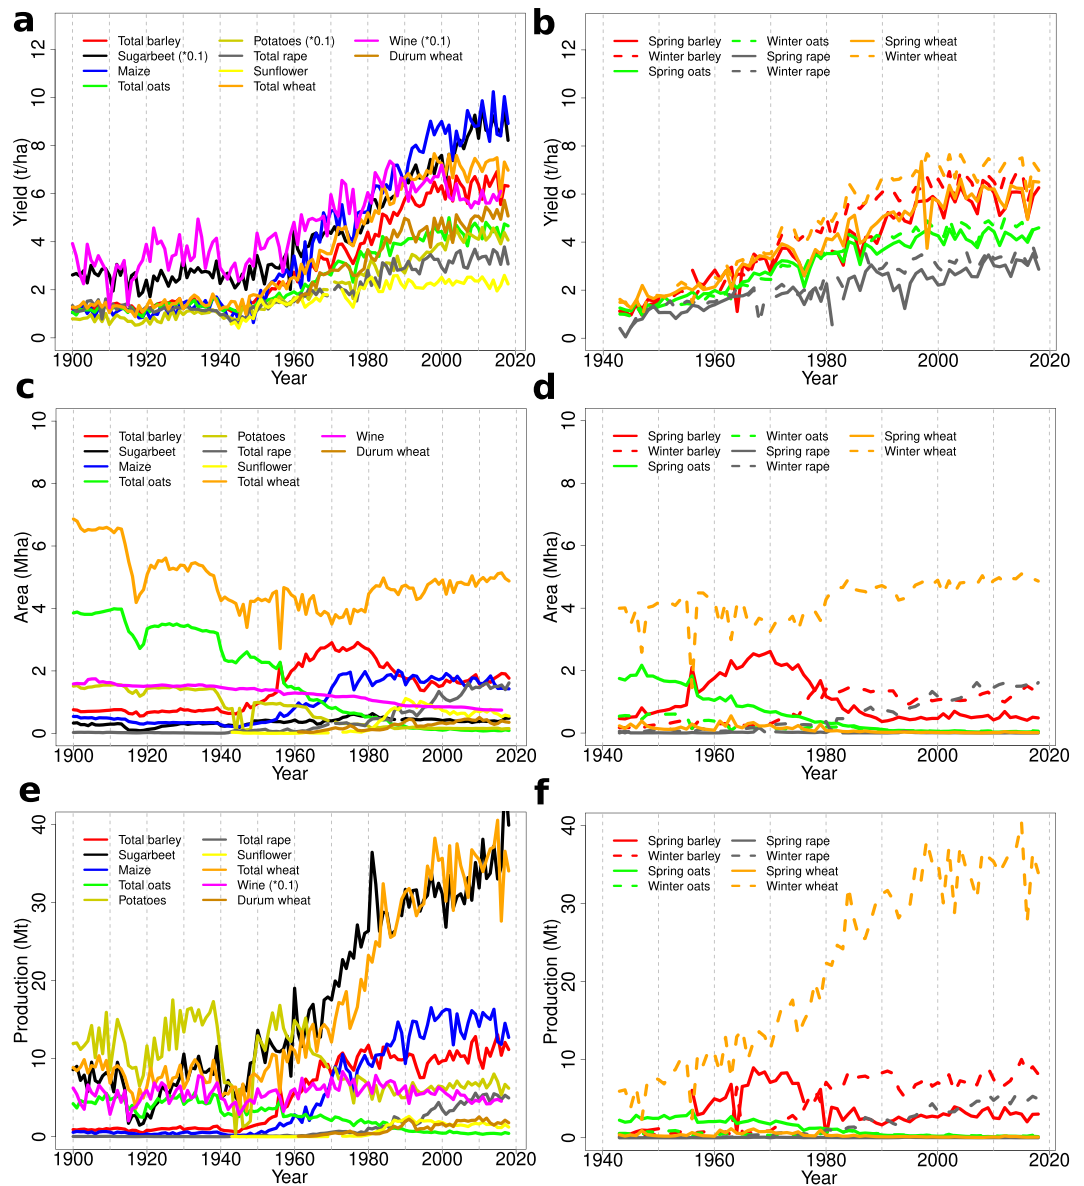 a
Total barley
Sugarbeet (*0.1)
Maize
Total oats
Potatoes (*0.1)
Total rape
Sunflower
Total wheat
Wine (*0.1)
Durum wheat
Yield (t/ha)
0 2 4 6 8 10 12
1900 1920 1940 1960 1980 2000 2020
Year
b
Spring barley
Winter barley
Spring oats
Winter oats
Spring rape
Winter rape
Spring wheat
Winter wheat
Yield (t/ha)
0 2 4 6 8 10 12
1940 1960 1980 2000 2020
Year
c
Total barley
Sugarbeet
Maize
Total oats
Potatoes
Total rape
Sunflower
Total wheat
Wine
Durum wheat
Area (Mha)
0 2 4 6 8 10
1900 1920 1940 1960 1980 2000 2020
Year
d
Spring barley
Winter barley
Spring oats
Winter oats
Spring rape
Winter rape
Spring wheat
Winter wheat
Area (Mha)
0 2 4 6 8 10
1940 1960 1980 2000 2020
Year
e
Total barley
Sugarbeet
Maize
Total oats
Potatoes
Total rape
Sunflower
Total wheat
Wine (*0.1)
Durum wheat
Production (Mt)
0 10 20 30 40
1900 1920 1940 1960 1980 2000 2020
Year
f
Spring barley
Winter barley
Spring oats
Winter oats
Spring rape
Winter rape
Spring wheat
Winter wheat
Production (Mt)
0 10 20 30 40
1940 1960 1980 2000 2020
Year